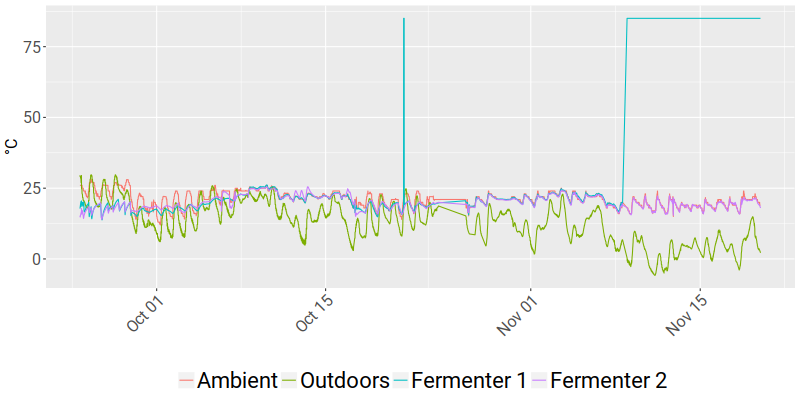 75
50
25
0
°C
Oct 01
Oct 15
Nov 01
Nov 15
Ambient Outdoors Fermenter 1 Fermenter 2